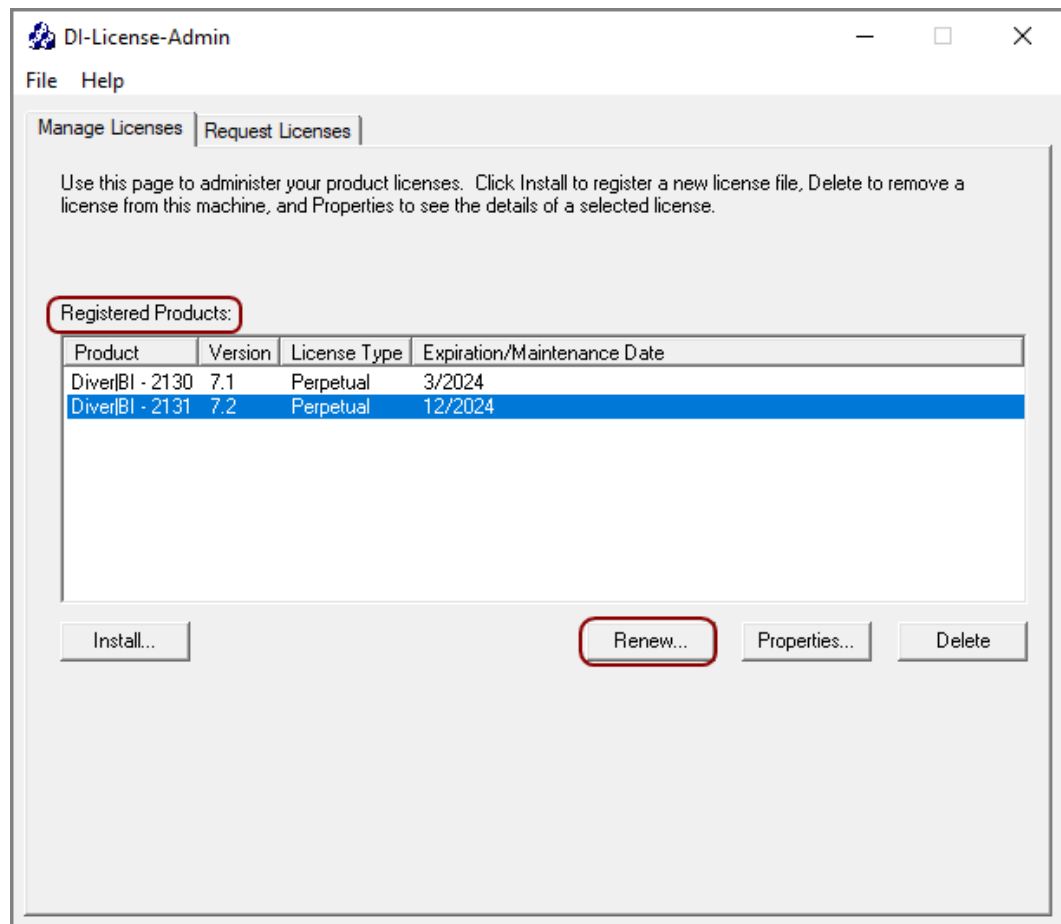 DI-License-Admin
File Help
Manage Licenses Request Licenses
Use this page to administer your product licenses. Click Install to register a new license file, Delete to remove a
license from this machine, and Properties to see the details of a selected license.
Registered Products:
Product Version License Type Expiration/Maintenance Date
Diver|BI - 2130 7.1 Perpetual 3/2024
Diver|BI - 2131 7.2 Perpetual 12/2024
Install... Renew... Properties... Delete